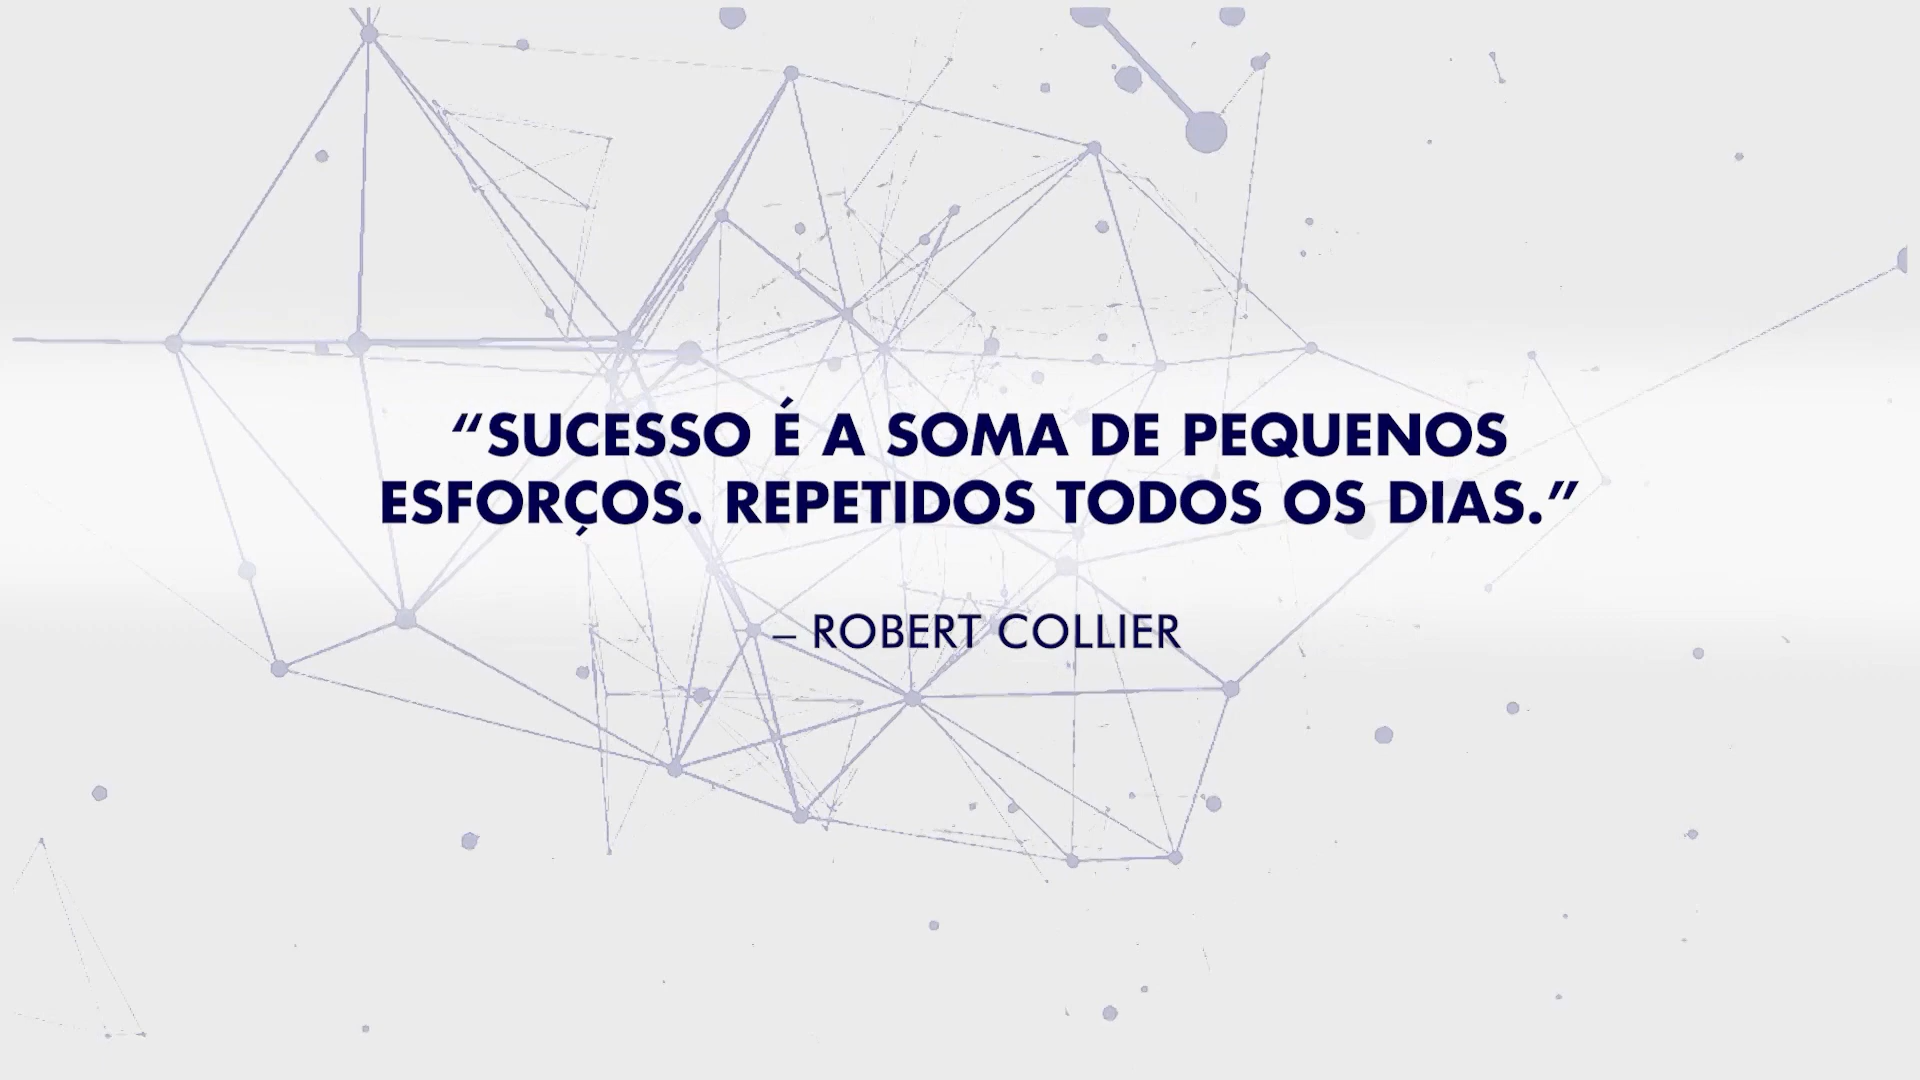 “SUCESSO É A SOMA DE PEQUENOS
ESFORÇOS. REPETIDOS TODOS OS DIAS.”
– ROBERT COLLIER